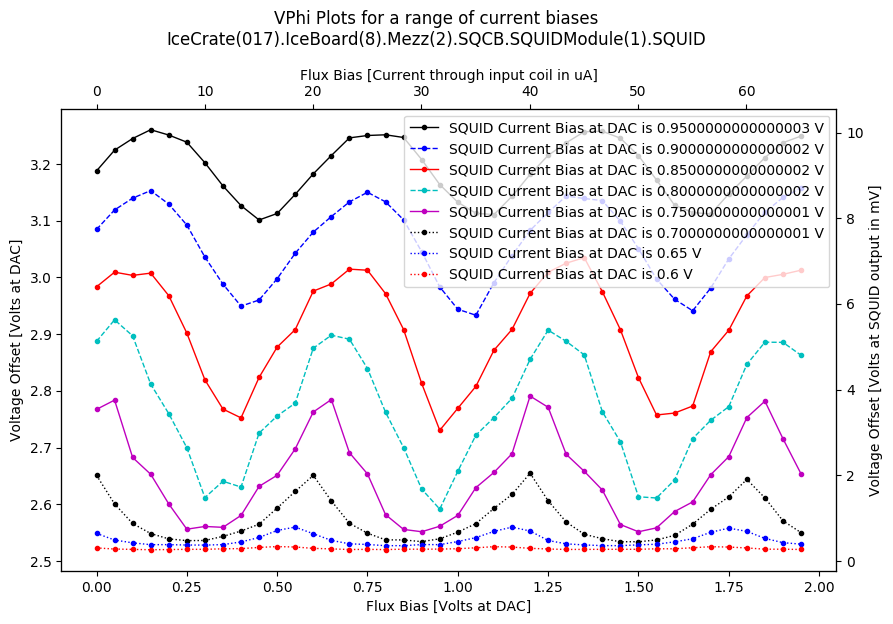 VPhi Plots for a range of current biases
IceCrate(017).IceBoard(8).Mezz(2).SQCB.SQUIDModule(1).SQUID
Flux Bias [Current through input coil in uA]
0 10 20 30 40 50 60
SQUID Current Bias at DAC is 0.9500000000000003 V
SQUID Current Bias at DAC is 0.9000000000000002 V
SQUID Current Bias at DAC is 0.8500000000000002 V
SQUID Current Bias at DAC is 0.8000000000000002 V
SQUID Current Bias at DAC is 0.7500000000000001 V
SQUID Current Bias at DAC is 0.7000000000000001 V
SQUID Current Bias at DAC is 0.65 V
SQUID Current Bias at DAC is 0.6 V
Voltage Offset [Volts at DAC]
3.2
3.1
3.0
2.9
2.8
2.7
2.6
2.5
10
8
6
4
2
0
Voltage Offset [Volts at SQUID output in mV]
0.00 0.25 0.50 0.75 1.00 1.25 1.50 1.75 2.00
Flux Bias [Volts at DAC]